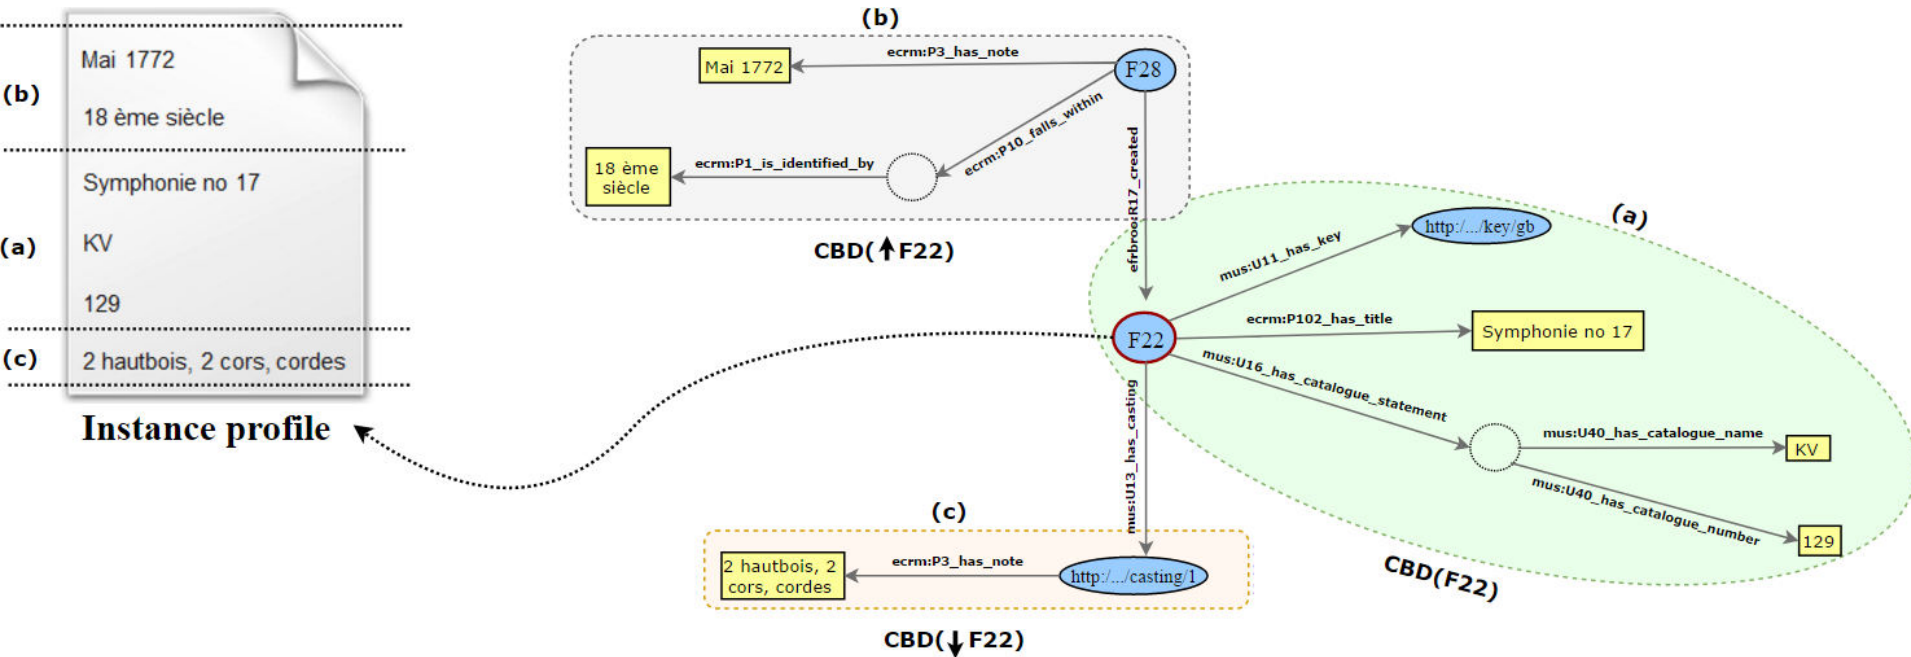 (b)
Mai 1772
18 ème siècle
(a)
Symphonie no 17
KV
129
(c)
2 hautbois, 2 cors, cordes
Instance profile
(b)
Mai 1772
ecrm:P3_has_note
F28
ecrm:P10_falls_within
18 ème
siècle
ecrm:P1_is_identified_by
efrbroo:R17_created
CBD(↑F22)
(a)
http:/.../key/gb
mus:U11_has_key
F22
ecrm:P102_has_title
Symphonie no 17
mus:U16_has_catalogue_statement
mus:U40_has_catalogue_name
KV
mus:U40_has_catalogue_number
129
CBD(F22)
mus:U13_has_casting
(c)
2 hautbois, 2
cors, cordes
ecrm:P3_has_note
http:/.../casting/1
CBD(↓F22)